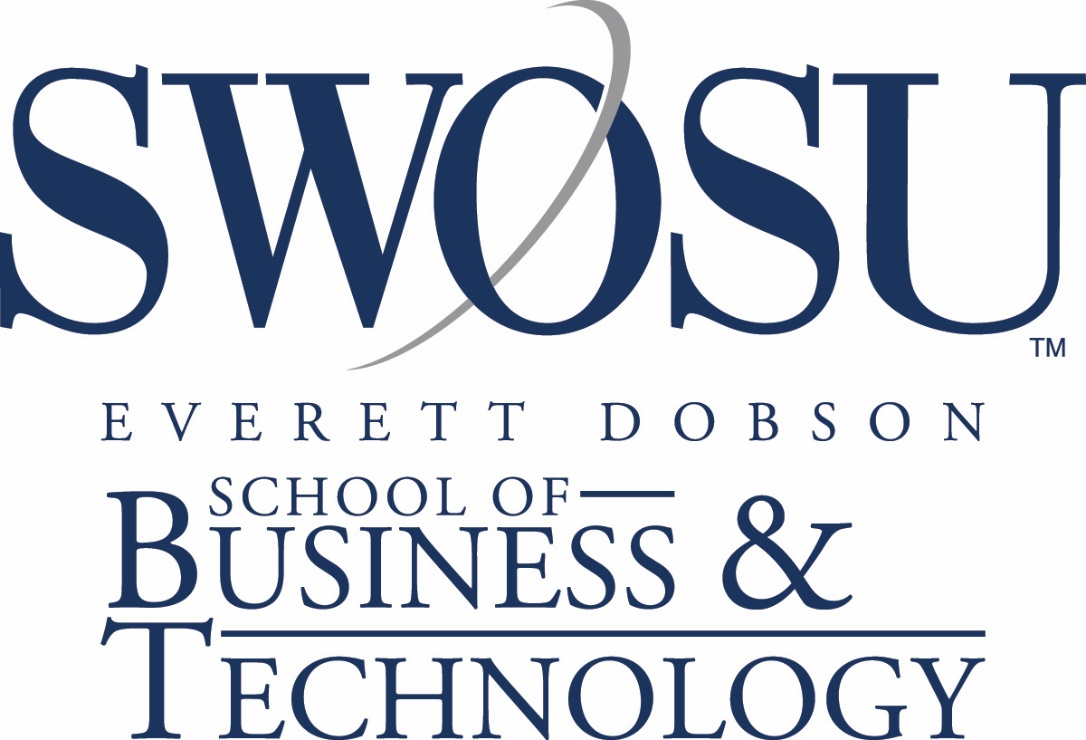 SWOSU
TM
EVERETT DOBSON
SCHOOL OF
BUSINESS &
TECHNOLOGY